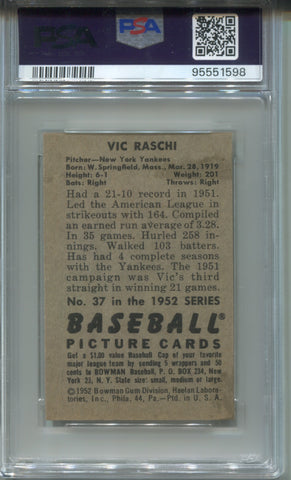 PSA
PSA
95551598
VIC RASCHI
Pitcher—New York Yankees
Born: W. Springfield, Mass., Mar. 28, 1919
Height: 6-1 Weight: 201
Bats: Right Throws: Right
Had a 21-10 record in 1951.
Led the American League in
strikeouts with 164. Compiled
an earned run average of 3.28.
In 35 games. Hurled 258 in-
nings. Walked 103 batters.
Has had 4 complete seasons
with the Yankees. The 1951
campaign was Vic's third
straight in winning 21 games.
No. 37 in the 1952 SERIES
BASEBALL
PICTURE CARDS
Get a $1.00 value Baseball Cap of your favorite
major league team by sending 5 wrappers and 50
cents to BOWMAN Baseball, P. O. BOX 234, New
York 23, N. Y. State size: small, medium or large.
©1952 Bowman Gum Division, Haelan Labora-
tories, Inc., Phila. 44, Pa.—Ptd. in U. S. A.